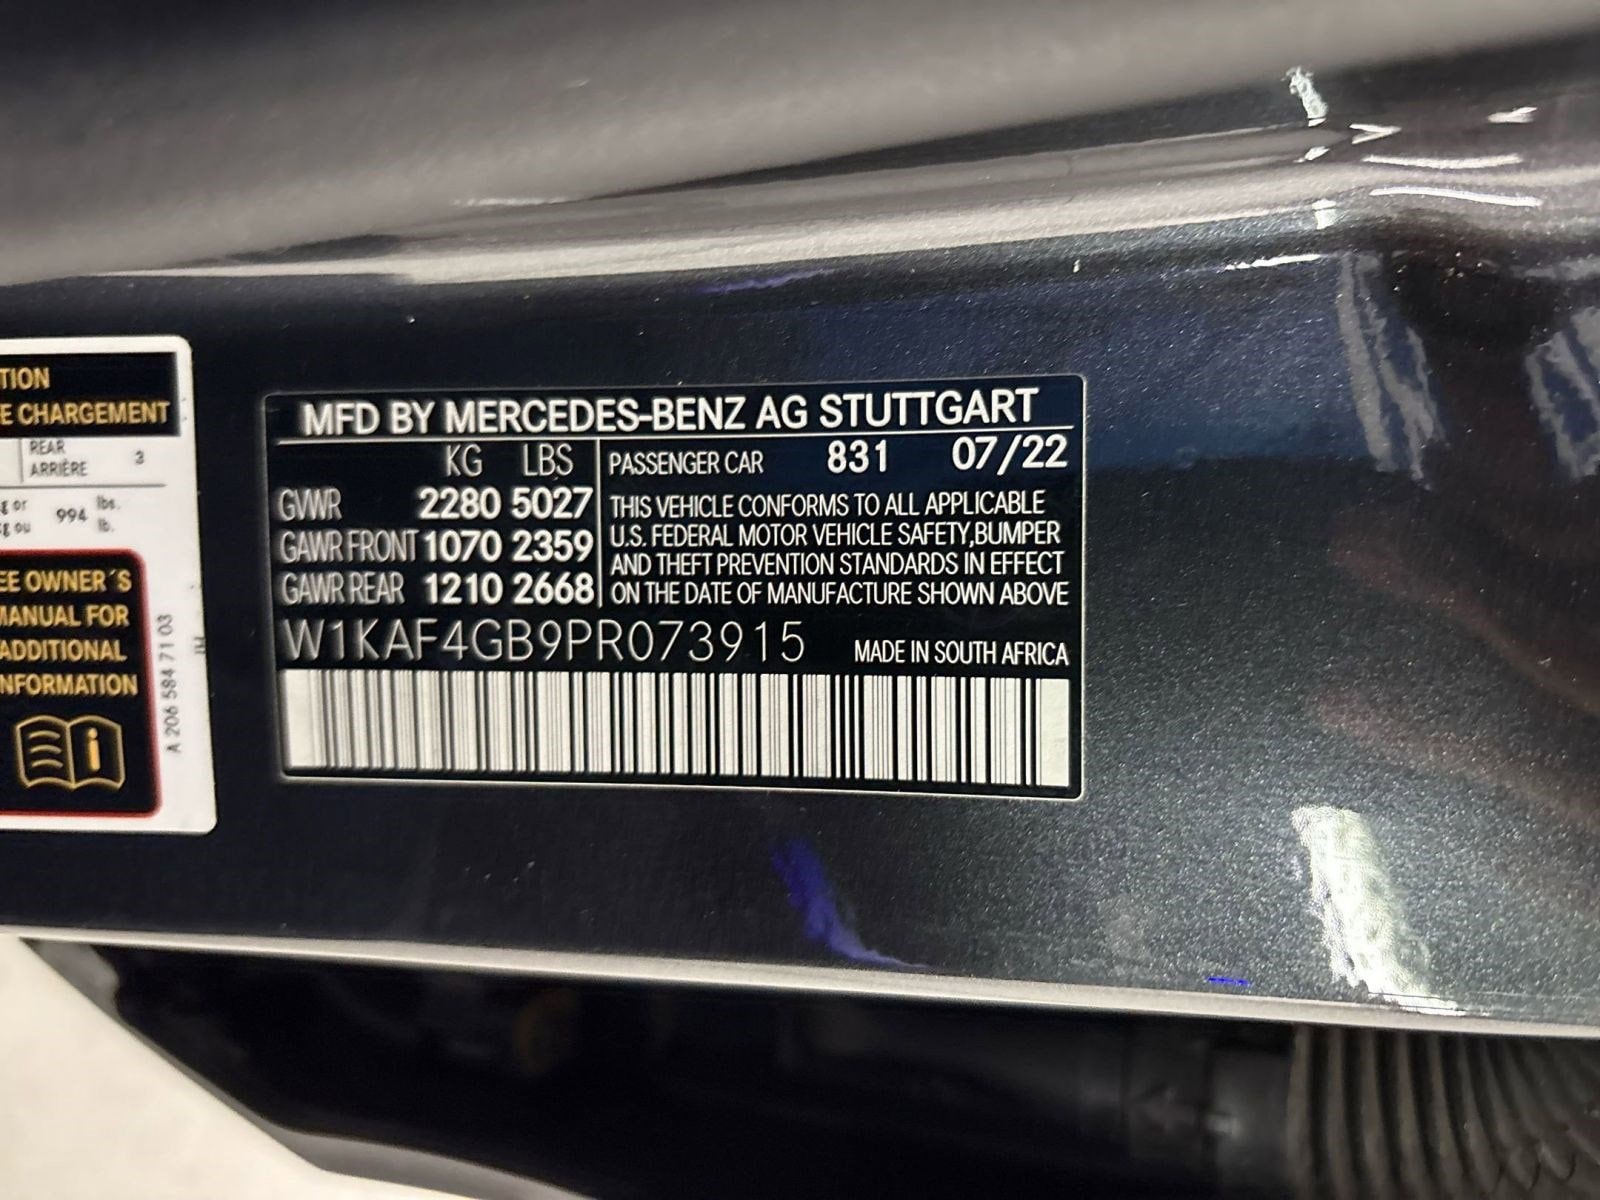 TION
E CHARGEMENT
REAR
ARRIÈRE 3
994 lbs.
lb.
EE OWNER´S
MANUAL FOR
ADDITIONAL
NFORMATION
A 206 584 71 03
MFD BY MERCEDES-BENZ AG STUTTGART
KG LBS
GVWR 2280 5027
GAWR FRONT 1070 2359
GAWR REAR 1210 2668
PASSENGER CAR 831 07/22
THIS VEHICLE CONFORMS TO ALL APPLICABLE
U.S. FEDERAL MOTOR VEHICLE SAFETY,BUMPER
AND THEFT PREVENTION STANDARDS IN EFFECT
ON THE DATE OF MANUFACTURE SHOWN ABOVE
W1KAF4GB9PR073915 MADE IN SOUTH AFRICA